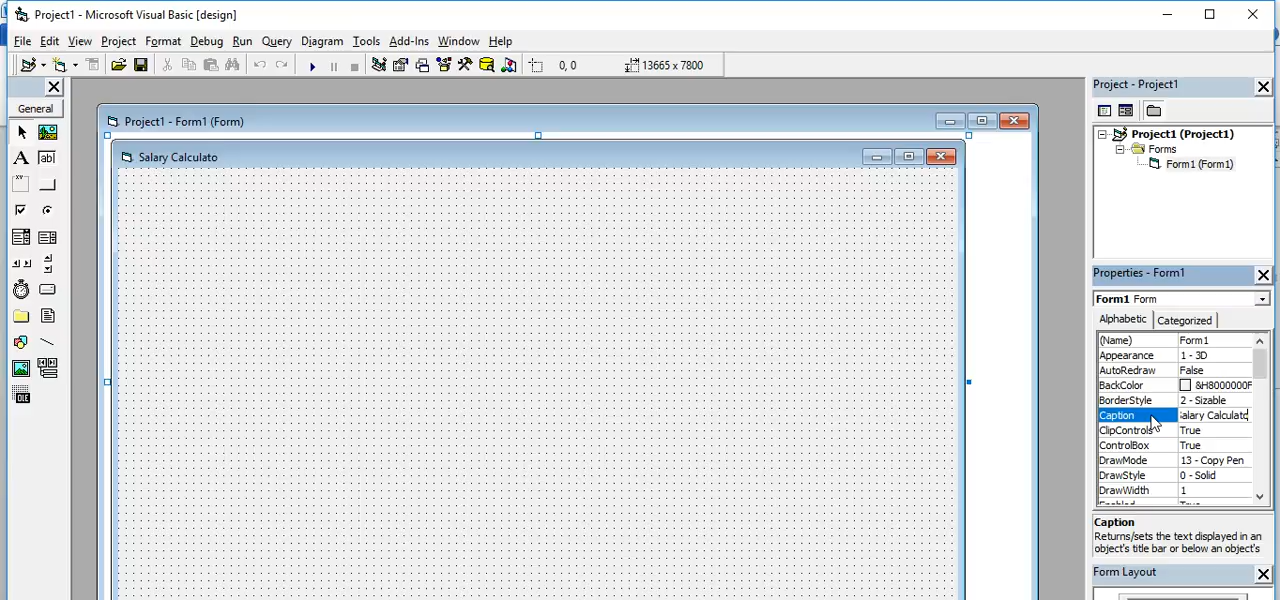 Project1 - Microsoft Visual Basic [design]
File Edit View Project Format Debug Run Query Diagram Tools Add-Ins Window Help
0, 0 13665 x 7800
General
Project1 - Form1 (Form)
Salary Calculato
A ab|
XY
OLE
Project - Project1
Project1 (Project1)
Forms
Form1 (Form1)
Properties - Form1
Form1 Form
Alphabetic Categorized
(Name) Form1
Appearance 1 - 3D
AutoRedraw False
BackColor &H8000000F
BorderStyle 2 - Sizable
Caption alary Calculato
ClipControls True
ControlBox True
DrawMode 13 - Copy Pen
DrawStyle 0 - Solid
DrawWidth 1
Caption
Returns/sets the text displayed in an
object's title bar or below an object's
Form Layout